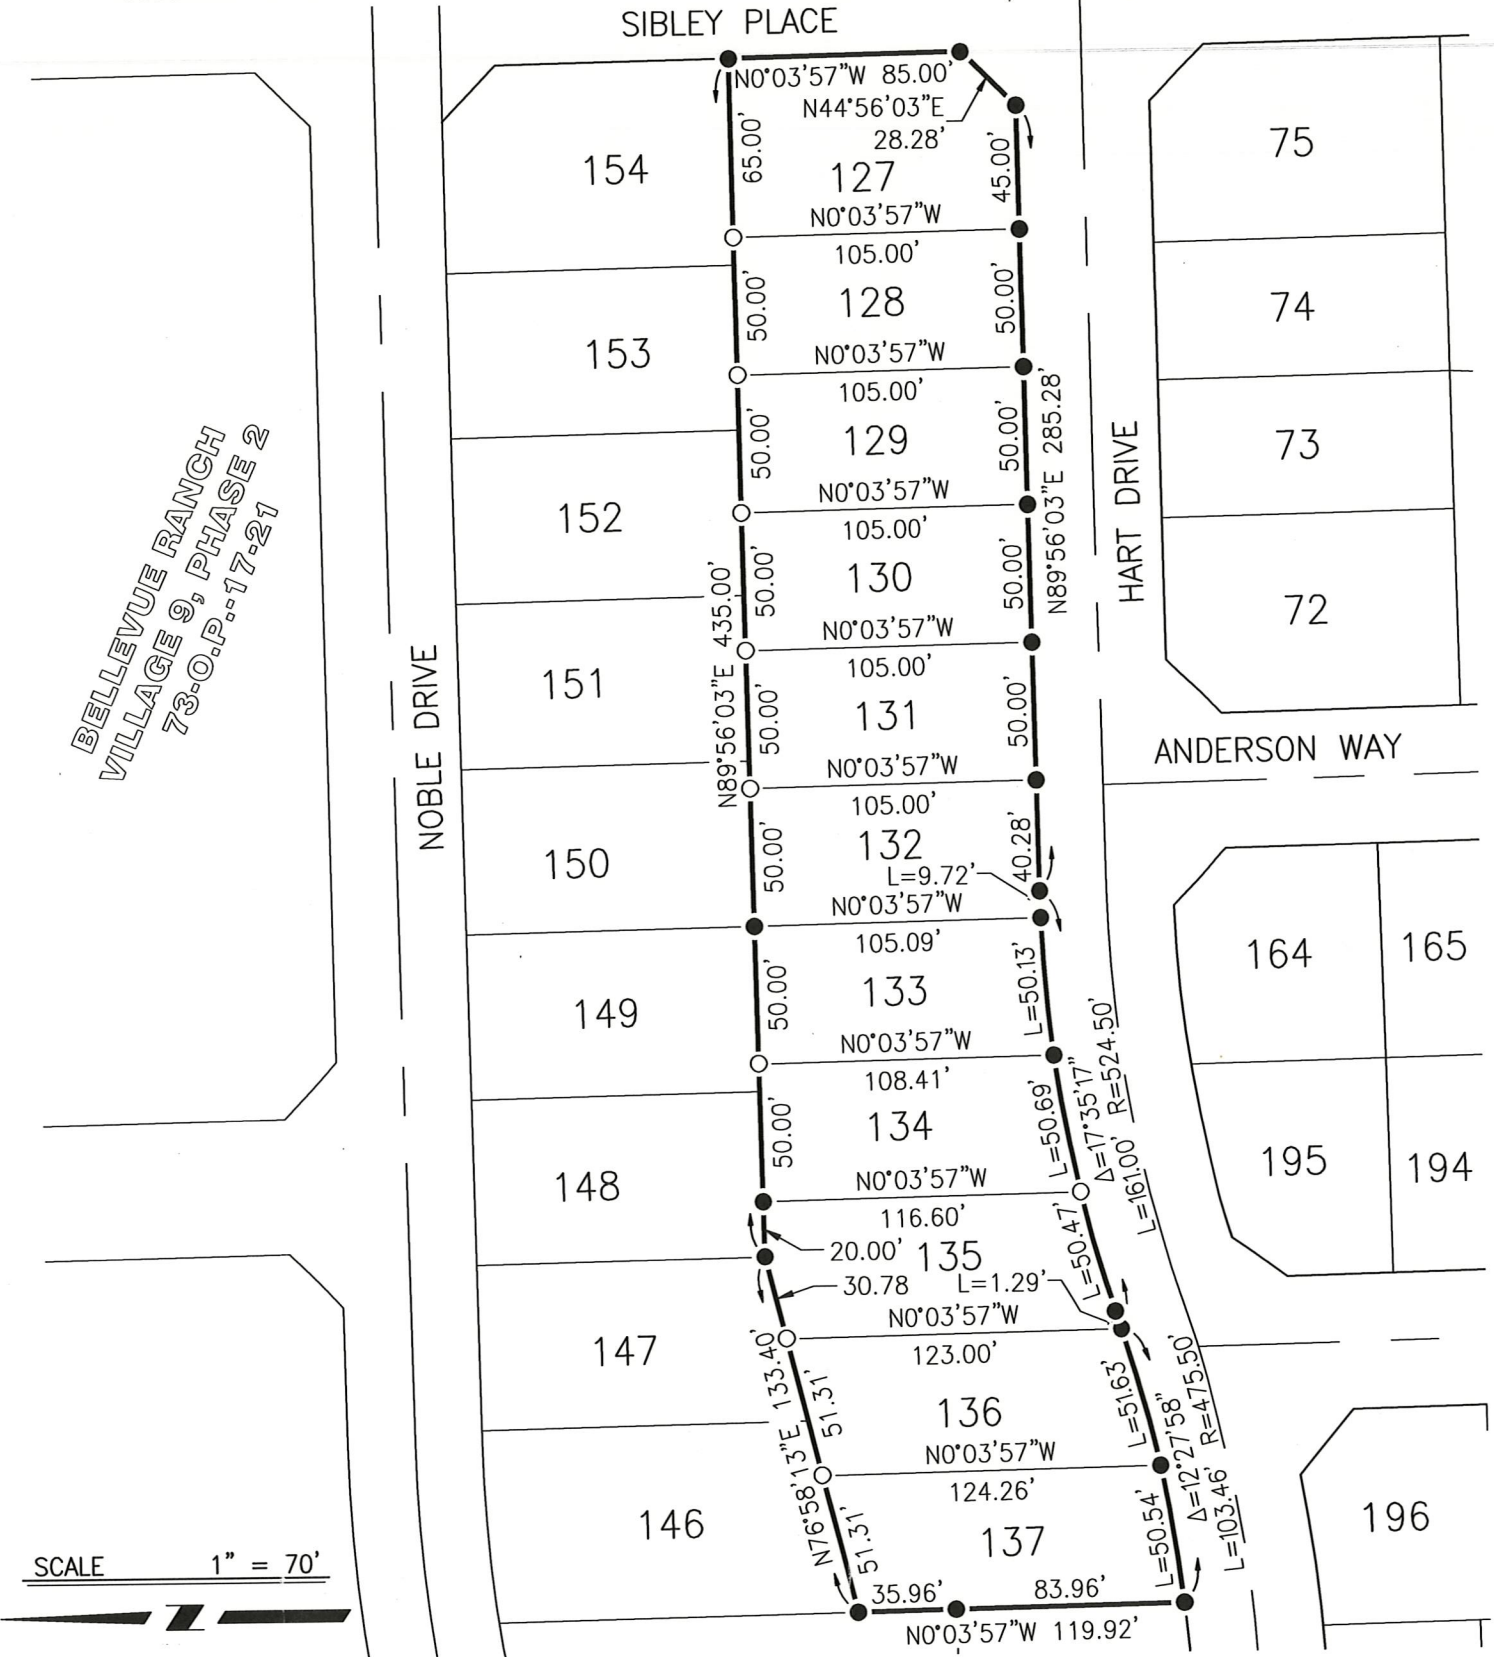 SIBLEY PLACE
N0°03'57"W 85.00'
N44°56'03"E
28.28'
154
65.00'
127
45.00'
75
N0°03'57"W
105.00'
50.00'
128
50.00'
74
153
N0°03'57"W
105.00'
50.00'
129
50.00'
N89°56'03"E 285.28'
HART DRIVE
73
BELLEVUE RANCH
VILLAGE 9, PHASE 2
73-O.P.-17-21
152
N0°03'57"W
105.00'
50.00'
130
50.00'
72
N89°56'03"E 435.00'
NOBLE DRIVE
151
N0°03'57"W
105.00'
50.00'
131
50.00'
ANDERSON WAY
N0°03'57"W
105.00'
150
50.00'
132
40.28'
L=9.72'
N0°03'57"W
105.09'
149
50.00'
133
L=50.13'
164
165
N0°03'57"W
108.41'
50.00'
134
L=50.69'
Δ=17°35'17"
R=524.50'
L=161.00'
148
195
194
N0°03'57"W
116.60'
20.00'
135
L=50.47'
30.78
L=1.29'
N0°03'57"W
123.00'
147
N76°58'13"E 133.40'
51.31'
136
L=51.63'
Δ=12°27'58"
R=475.50'
L=103.46'
N0°03'57"W
124.26'
146
51.31'
137
L=50.54'
196
35.96'
83.96'
N0°03'57"W 119.92'
SCALE 1" = 70'
Z